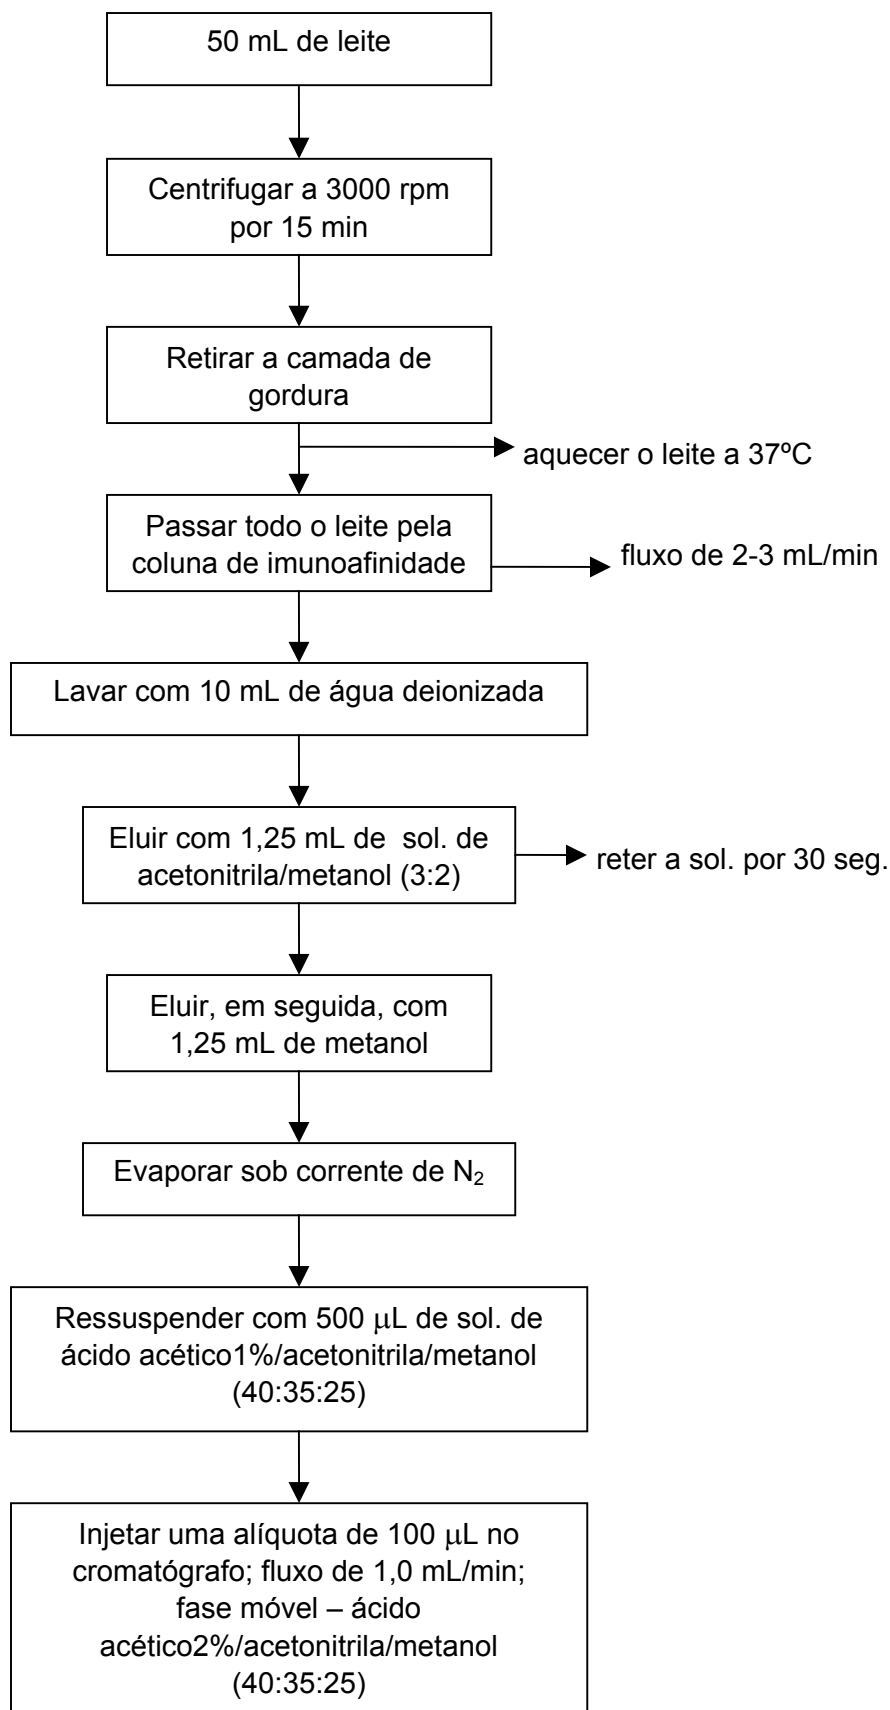 50 mL de leite
Centrifugar a 3000 rpm
por 15 min
Retirar a camada de
gordura
aquecer o leite a 37ºC
Passar todo o leite pela
coluna de imunoafinidade
fluxo de 2-3 mL/min
Lavar com 10 mL de água deionizada
Eluir com 1,25 mL de sol. de
acetonitrila/metanol (3:2)
reter a sol. por 30 seg.
Eluir, em seguida, com
1,25 mL de metanol
Evaporar sob corrente de N₂
Ressuspender com 500 μL de sol. de
ácido acético1%/acetonitrila/metanol
(40:35:25)
Injetar uma alíquota de 100 μL no
cromatógrafo; fluxo de 1,0 mL/min;
fase móvel – ácido
acético2%/acetonitrila/metanol
(40:35:25)